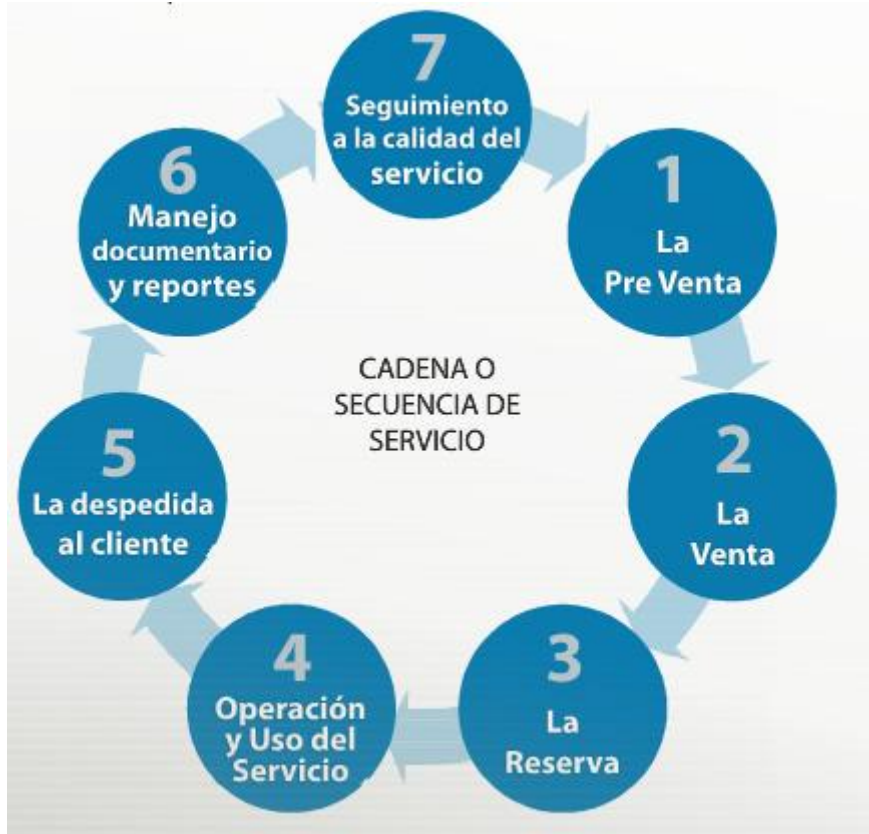 CADENA O
SECUENCIA DE
SERVICIO
1
La
Pre Venta
2
La
Venta
3
La
Reserva
4
Operación
y Uso del
Servicio
5
La despedida
al cliente
6
Manejo
documentario
y reportes
7
Seguimiento
a la calidad del
servicio